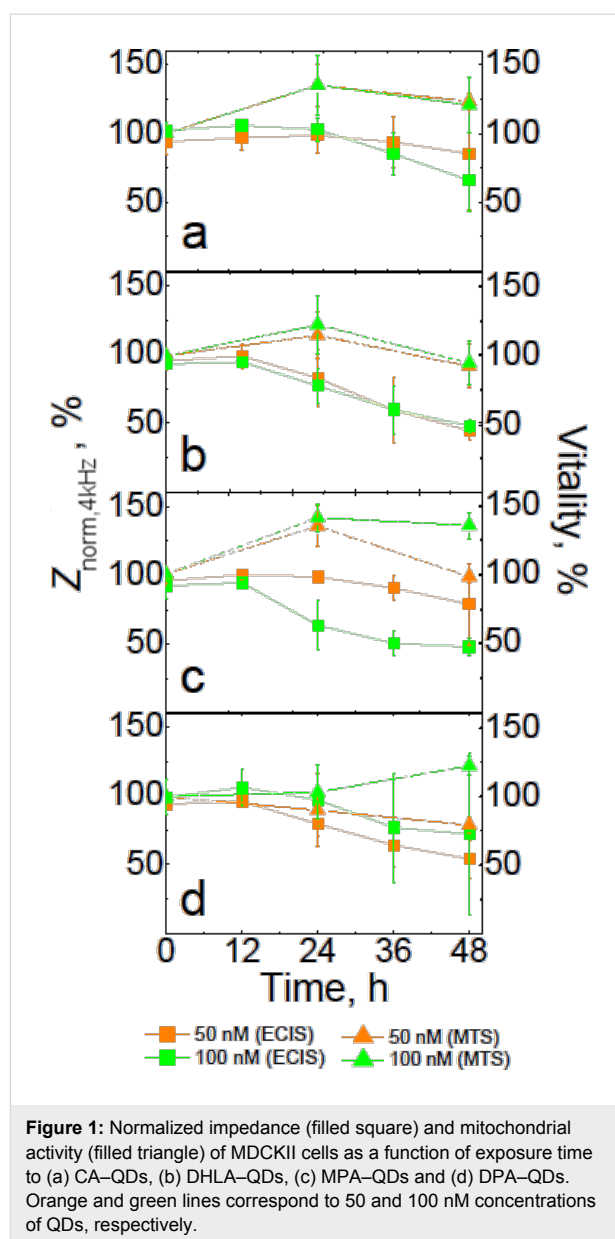 150
150
100
100
50
50
a
150
150
100
100
50
50
b
150
150
100
100
50
50
c
150
150
100
100
50
50
d
Z norm,4kHz, %
Vitality, %
0 12 24 36 48
Time, h
50 nM (ECIS) 50 nM (MTS)
100 nM (ECIS) 100 nM (MTS)
Figure 1: Normalized impedance (filled square) and mitochondrial
activity (filled triangle) of MDCKII cells as a function of exposure time
to (a) CA–QDs, (b) DHLA–QDs, (c) MPA–QDs and (d) DPA–QDs.
Orange and green lines correspond to 50 and 100 nM concentrations
of QDs, respectively.